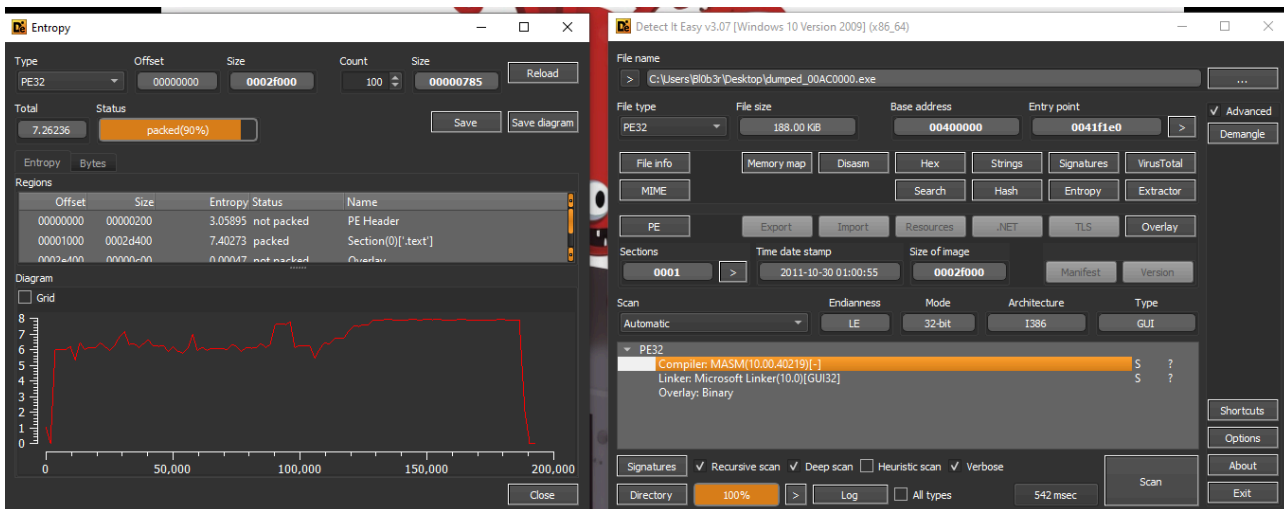 Entropy
Type Offset Size Count Size
PE32 00000000 0002f000 100 00000785 Reload
Total Status
7.26236 packed(90%) Save Save diagram
Entropy Bytes
Regions
Offset Size Entropy Status Name
00000000 00000200 3.05895 not packed PE Header
00001000 0002d400 7.40273 packed Section(0)['.text']
0002e400 00000c00 0.00047 not packed Overlay
Diagram
Grid
8
7
6
5
4
3
2
1
0
0 50,000 100,000 150,000 200,000
Close
Detect It Easy v3.07 [Windows 10 Version 2009] (x86_64)
File name
> C:\Users\Bl0b3r\Desktop\dumped_00AC0000.exe ...
File type File size Base address Entry point
PE32 188.00 KiB 00400000 0041f1e0 >
Advanced
Demangle
File info Memory map Disasm Hex Strings Signatures VirusTotal
MIME Search Hash Entropy Extractor
PE Export Import Resources .NET TLS Overlay
Sections Time date stamp Size of image
0001 > 2011-10-30 01:00:55 0002f000 Manifest Version
Scan Endianness Mode Architecture Type
Automatic LE 32-bit I386 GUI
PE32
Compiler: MASM(10.00.40219)[-] S ?
Linker: Microsoft Linker(10.0)[GUI32] S ?
Overlay: Binary
Shortcuts
Options
Signatures Recursive scan Deep scan Heuristic scan Verbose Scan About
Directory 100% > Log All types 542 msec Exit